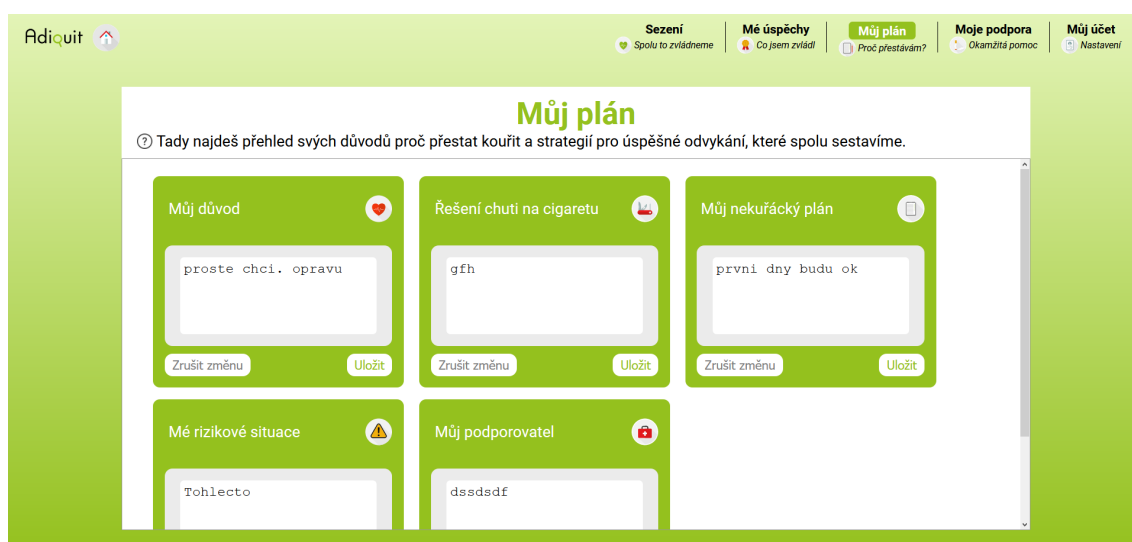 Adiquit
Sezení
Spolu to zvládneme
Mé úspěchy
Co jsem zvládl
Můj plán
Proč přestávám?
Moje podpora
Okamžitá pomoc
Můj účet
Nastavení
Můj plán
? Tady najdeš přehled svých důvodů proč přestat kouřit a strategií pro úspěšné odvykání, které spolu sestavíme.
Můj důvod
proste chci. opravu
Zrušit změnu
Uložit
Řešení chuti na cigaretu
gfh
Zrušit změnu
Uložit
Můj nekuřácký plán
prvni dny budu ok
Zrušit změnu
Uložit
Mé rizikové situace
Tohlecto
Můj podporovatel
dssdsdf